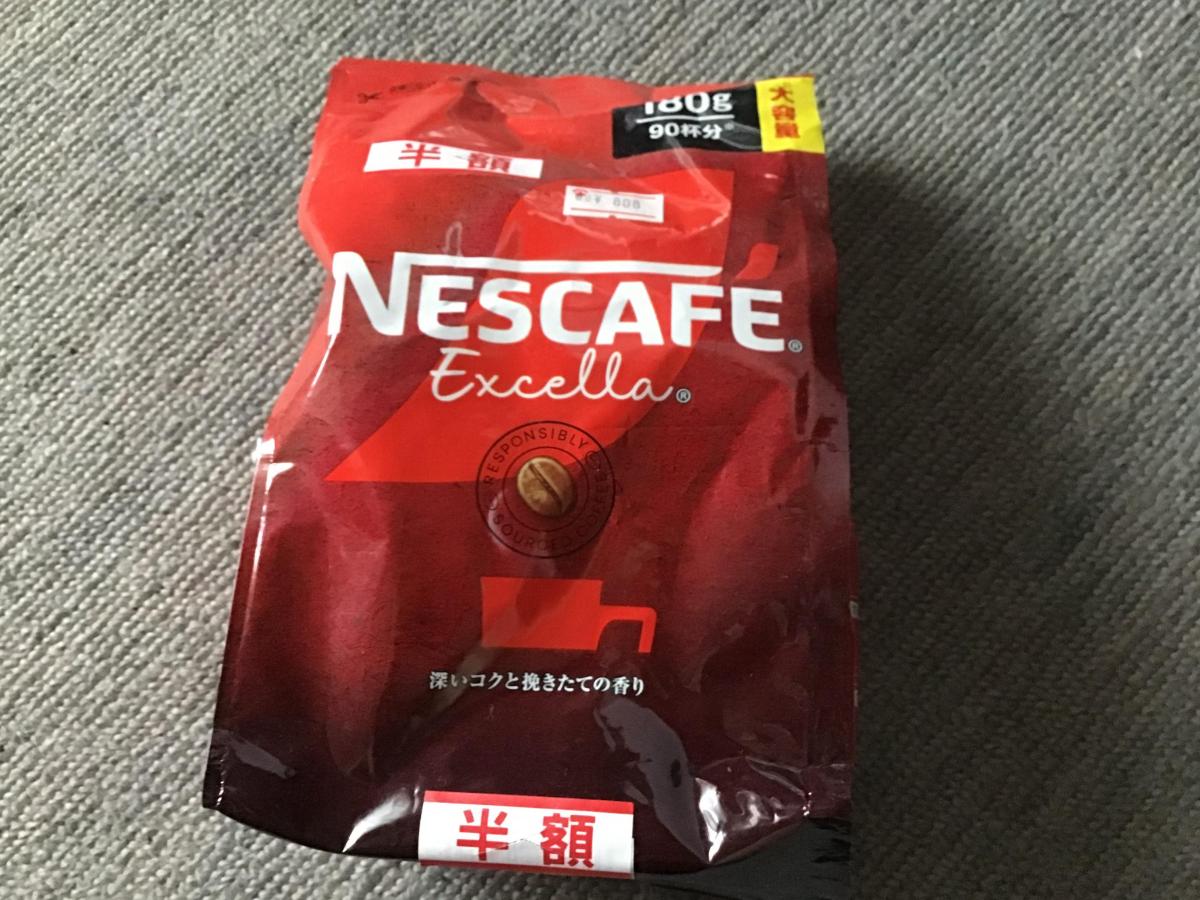 180g
90杯分
大容量
半額
808
NESCAFÉ®
Excella®
RESPONSIBLY
SOURCED COFFEE
深いコクと挽きたての香り
半額